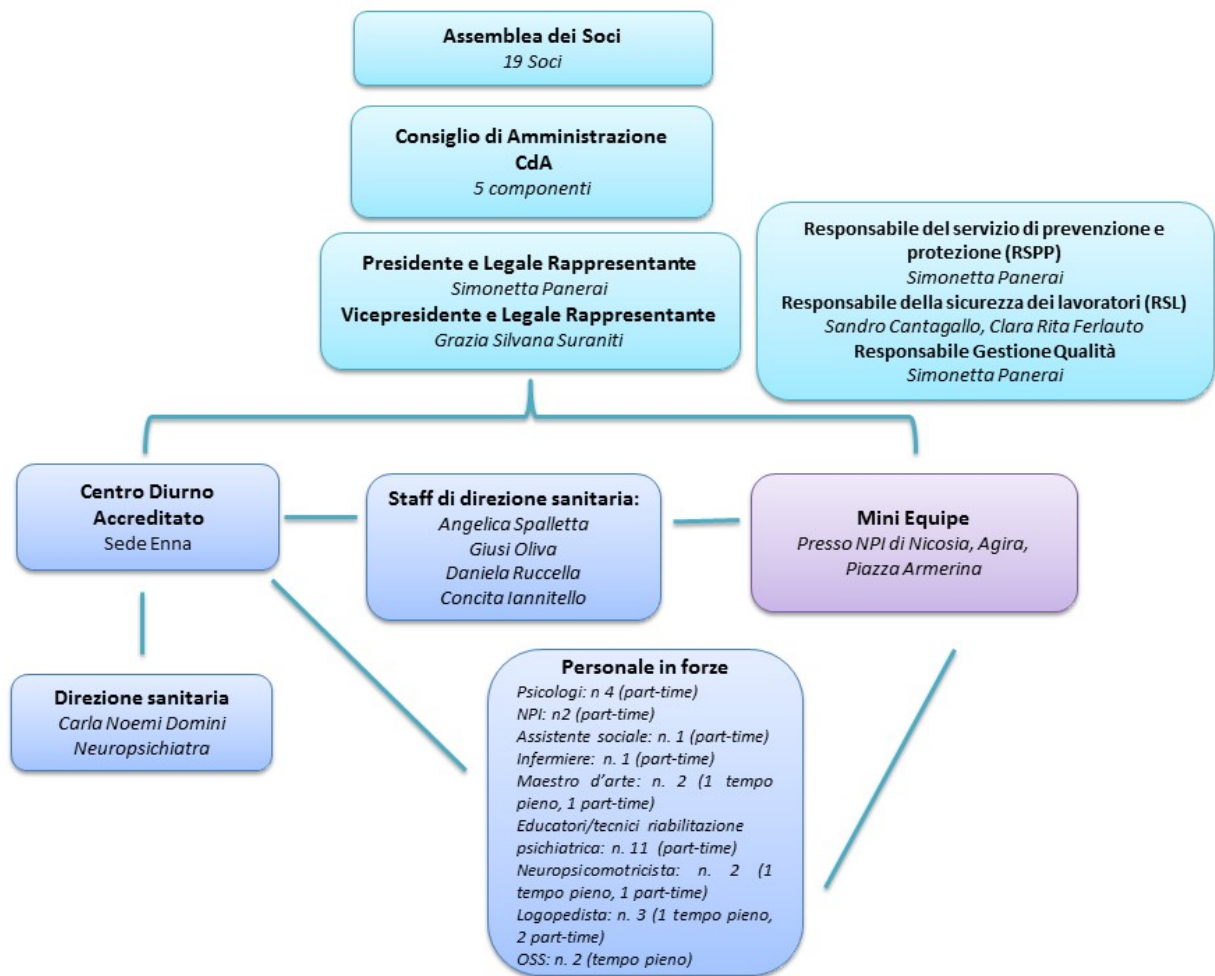 Assemblea dei Soci
19 Soci
Consiglio di Amministrazione
CdA
5 componenti
Presidente e Legale Rappresentante
Simonetta Panerai
Vicepresidente e Legale Rappresentante
Grazia Silvana Suraniti
Responsabile del servizio di prevenzione e
protezione (RSPP)
Simonetta Panerai
Responsabile della sicurezza dei lavoratori (RSL)
Sandro Cantagallo, Clara Rita Ferlauto
Responsabile Gestione Qualità
Simonetta Panerai
Centro Diurno
Accreditato
Sede Enna
Staff di direzione sanitaria:
Angelica Spalletta
Giusi Oliva
Daniela Ruccella
Concita Iannitello
Mini Equipe
Presso NPI di Nicosia, Agira,
Piazza Armerina
Direzione sanitaria
Carla Noemi Domini
Neuropsichiatra
Personale in forze
Psicologi: n 4 (part-time)
NPI: n2 (part-time)
Assistente sociale: n. 1 (part-time)
Infermiere: n. 1 (part-time)
Maestro d'arte: n. 2 (1 tempo
pieno, 1 part-time)
Educatori/tecnici riabilitazione
psichiatrica: n. 11 (part-time)
Neuropsicomotricista: n. 2 (1
tempo pieno, 1 part-time)
Logopedista: n. 3 (1 tempo pieno,
2 part-time)
OSS: n. 2 (tempo pieno)